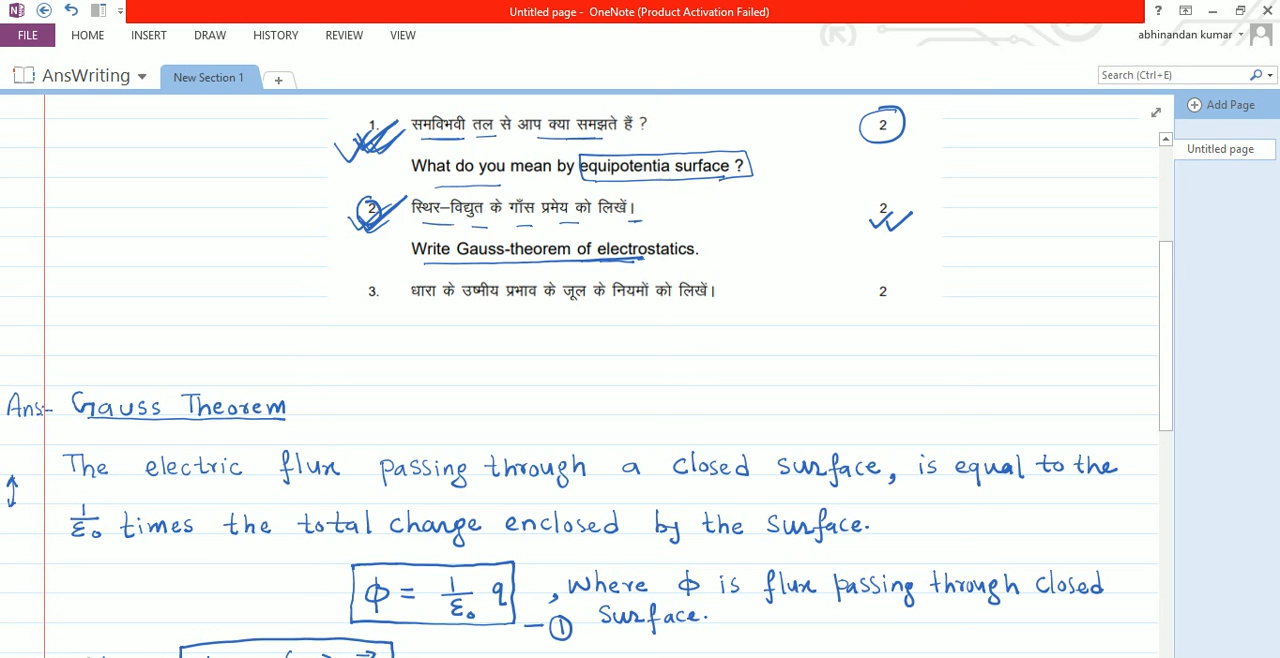 Untitled page - OneNote (Product Activation Failed)
FILE HOME INSERT DRAW HISTORY REVIEW VIEW
abhinandan kumar
AnsWriting New Section 1 +
Search (Ctrl+E)
Add Page
Untitled page
1. समविभवी तल से आप क्या समझते हैं ? 2
What do you mean by equipotentia surface ?
2. स्थिर–विद्युत के गाँस प्रमेय को लिखें। 2
Write Gauss-theorem of electrostatics.
3. धारा के उष्मीय प्रभाव के जूल के नियमों को लिखें। 2
Ans- Gauss Theorem
The electric flux passing through a closed surface, is equal to the
1/ε₀ times the total charge enclosed by the surface.
Φ = 1/ε₀ q , where Φ is flux passing through closed
— ① surface.